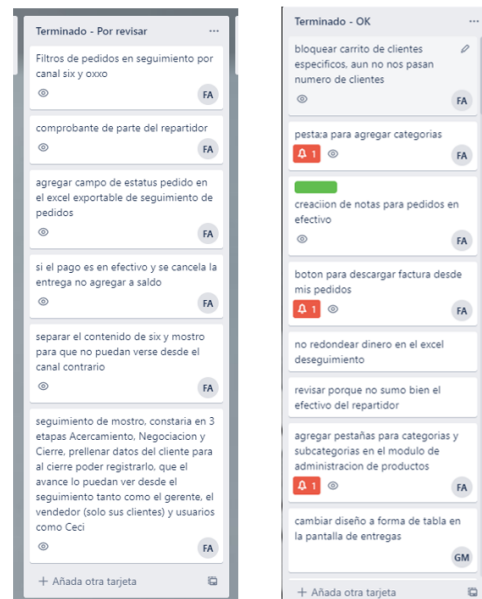 Terminado - Por revisar
Filtros de pedidos en seguimiento por
canal six y oxxo
FA
comprobante de parte del repartidor
FA
agregar campo de estatus pedido en
el excel exportable de seguimiento de
pedidos
FA
si el pago es en efectivo y se cancela la
entrega no agregar a saldo
FA
separar el contenido de six y mostro
para que no puedan verse desde el
canal contrario
FA
seguimiento de mostro, constaria en 3
etapas Acercamiento, Negociacion y
Cierre, prellenar datos del cliente para
al cierre poder registrarlo, que el
avance lo puedan ver desde el
seguimiento tanto como el gerente, el
vendedor (solo sus clientes) y usuarios
como Ceci
FA
+ Añada otra tarjeta
Terminado - OK
bloquear carrito de clientes
especificos, aun no nos pasan
numero de clientes
FA
pesta:a para agregar categorias
1
FA
creaciion de notas para pedidos en
efectivo
FA
boton para descargar factura desde
mis pedidos
1
FA
no redondear dinero en el excel
deseguimiento
revisar porque no sumo bien el
efectivo del repartidor
agregar pestañas para categorias y
subcategorias en el modulo de
administracion de productos
1
FA
cambiar diseño a forma de tabla en
la pantalla de entregas
GM
+ Añada otra tarjeta